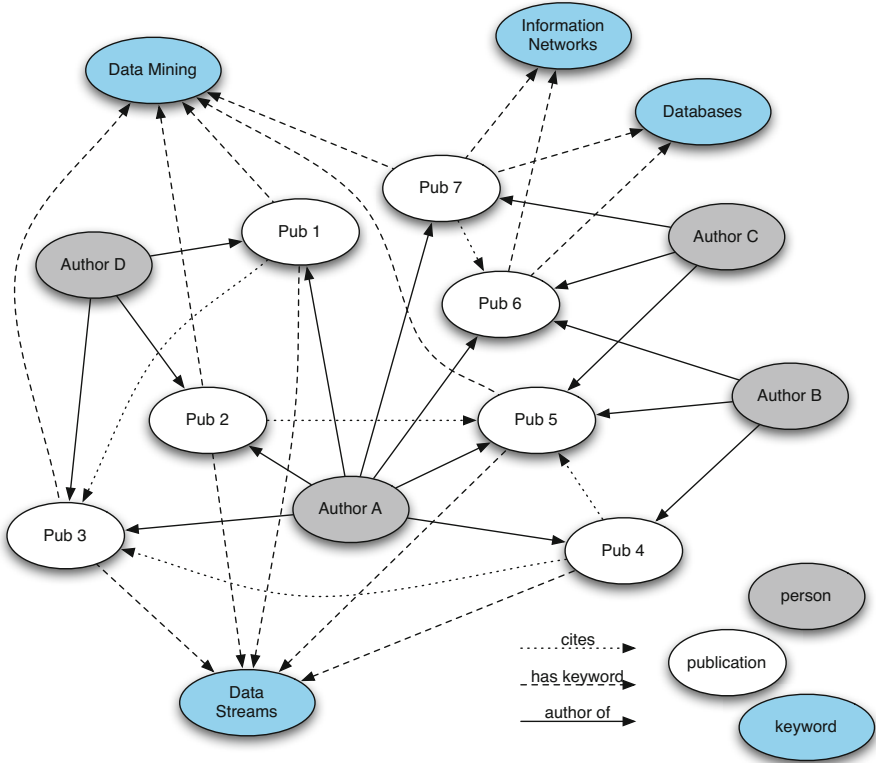 Information
Networks
Data Mining
Databases
Pub 7
Pub 1
Author C
Author D
Pub 6
Author B
Pub 2
Pub 5
Author A
Pub 3
Pub 4
person
cites
publication
has keyword
Data
Streams
author of
keyword